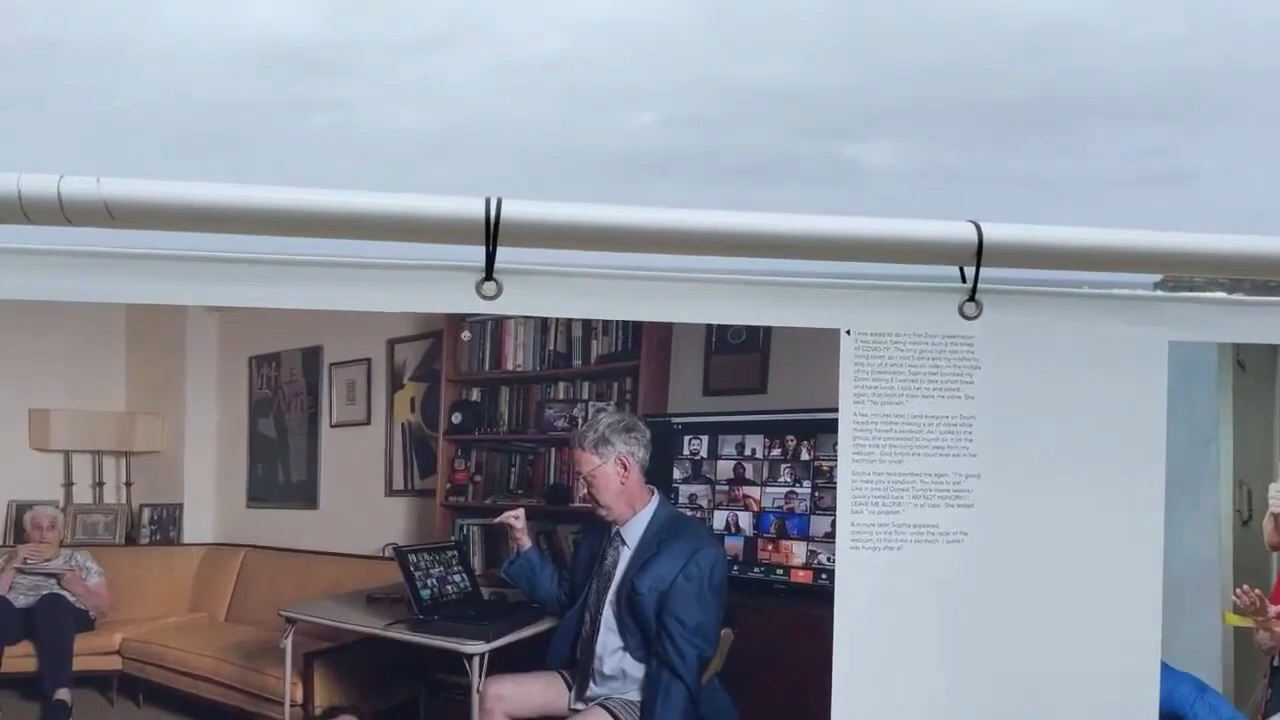 I was asked to do my first Zoom presentation.
It was about taking
of COVID-19. The only good light was in the
living room, so I told Sophia and my mother to
stay out of it while I was on video. In the middle
of my presentation, Sophia text bombed my
Zoom asking if I wanted to take a short break
and have lunch. I told her no and asked,
again, that both of them leave me alone. She
said, "No problem."
A few minutes later, I (and everyone on Zoom)
heard my mother making a lot of noise while
making herself a sandwich. As I spoke to the
group, she proceeded to munch on it on the
other side of the living room, away from my
webcam. God forbid she could ever eat in her
bedroom for once!
Sophia then text-bombed me again, "I'm going
to make you a sandwich. You have to eat."
Like in one of Donald Trump's insane tweets, I
quickly texted back "I AM NOT HUNGRY!!!!
LEAVE ME ALONE!!!!" in all caps. She texted
back "no problem."
A minute later, Sophia appeared,
crawling on the floor, under the radar of the
webcam, to hand me a sandwich. I guess I
was hungry after all!